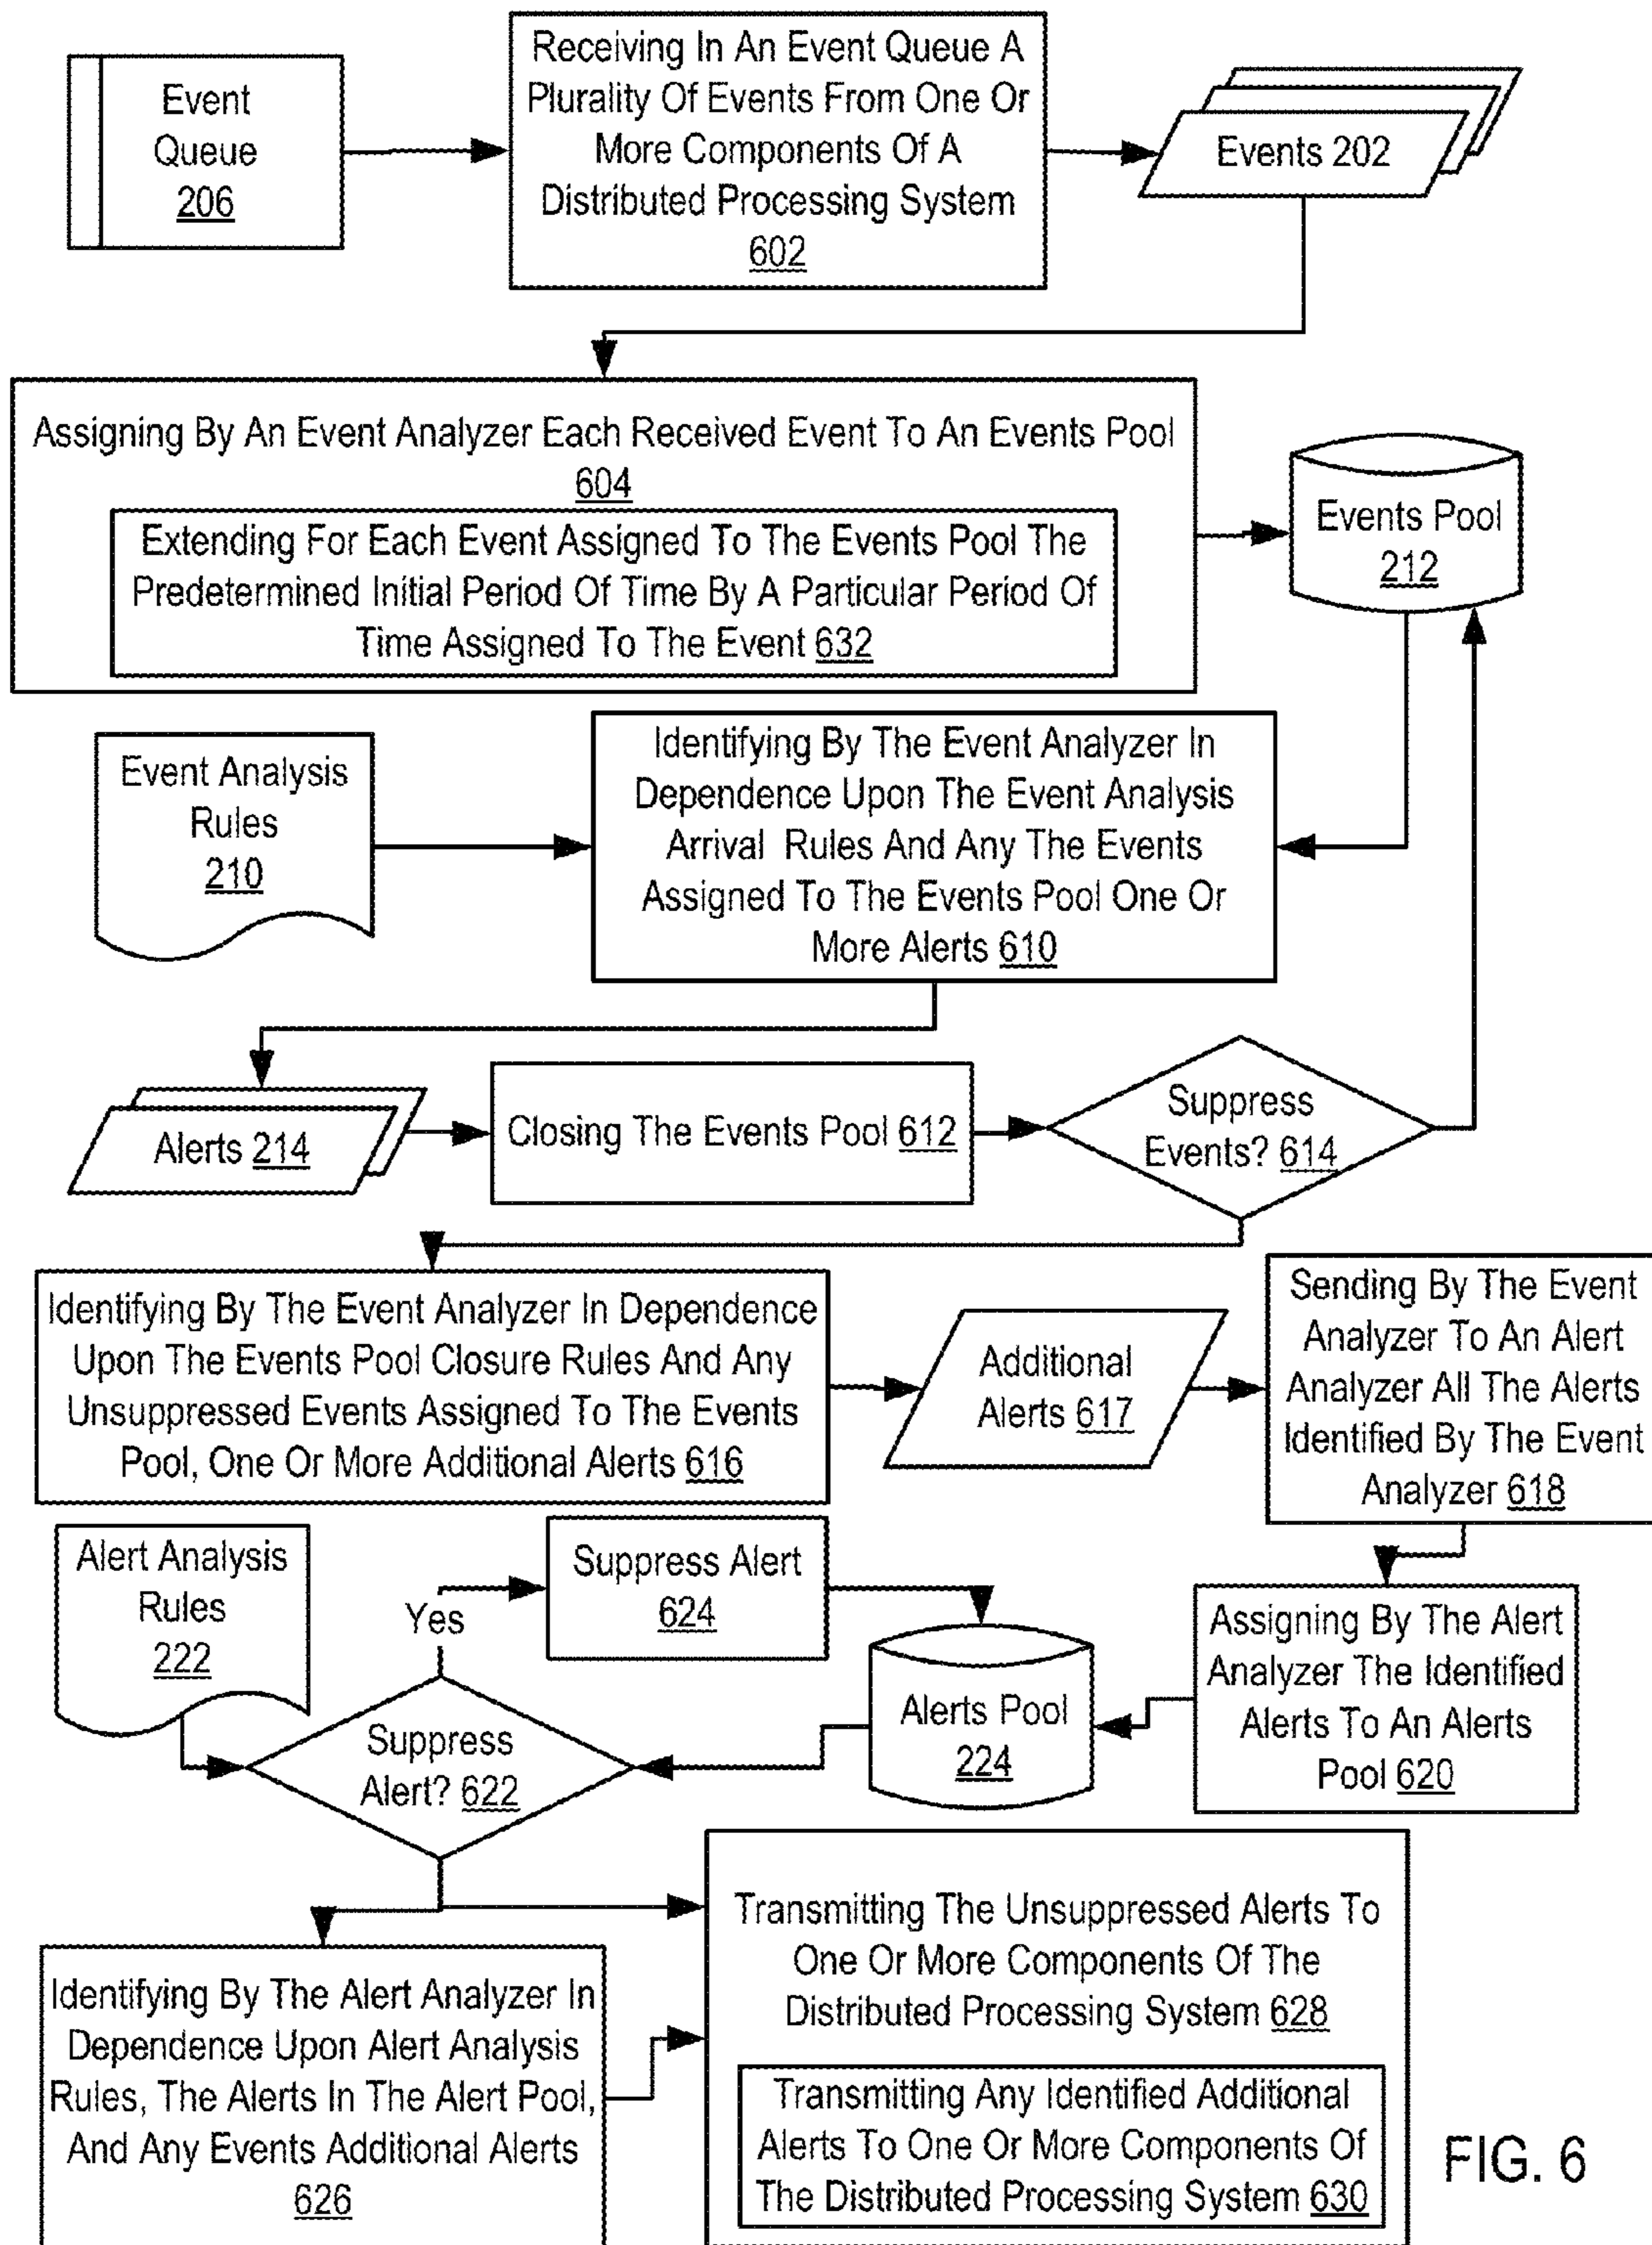 Event
Queue
206
Receiving In An Event Queue A
Plurality Of Events From One Or
More Components Of A
Distributed Processing System
602
Events 202
Assigning By An Event Analyzer Each Received Event To An Events Pool
604
Extending For Each Event Assigned To The Events Pool The
Predetermined Initial Period Of Time By A Particular Period Of
Time Assigned To The Event 632
Events Pool
212
Event Analysis
Rules
210
Identifying By The Event Analyzer In
Dependence Upon The Event Analysis
Arrival Rules And Any The Events
Assigned To The Events Pool One Or
More Alerts 610
Alerts 214
Closing The Events Pool 612
Suppress
Events? 614
Identifying By The Event Analyzer In Dependence
Upon The Events Pool Closure Rules And Any
Unsuppressed Events Assigned To The Events
Pool, One Or More Additional Alerts 616
Additional
Alerts 617
Sending By The Event
Analyzer To An Alert
Analyzer All The Alerts
Identified By The Event
Analyzer 618
Alert Analysis
Rules
222
Yes
Suppress Alert
624
Suppress
Alert? 622
Alerts Pool
224
Assigning By The Alert
Analyzer The Identified
Alerts To An Alerts
Pool 620
Identifying By The Alert Analyzer In
Dependence Upon Alert Analysis
Rules, The Alerts In The Alert Pool,
And Any Events Additional Alerts
626
Transmitting The Unsuppressed Alerts To
One Or More Components Of The
Distributed Processing System 628
Transmitting Any Identified Additional
Alerts To One Or More Components Of
The Distributed Processing System 630
FIG. 6